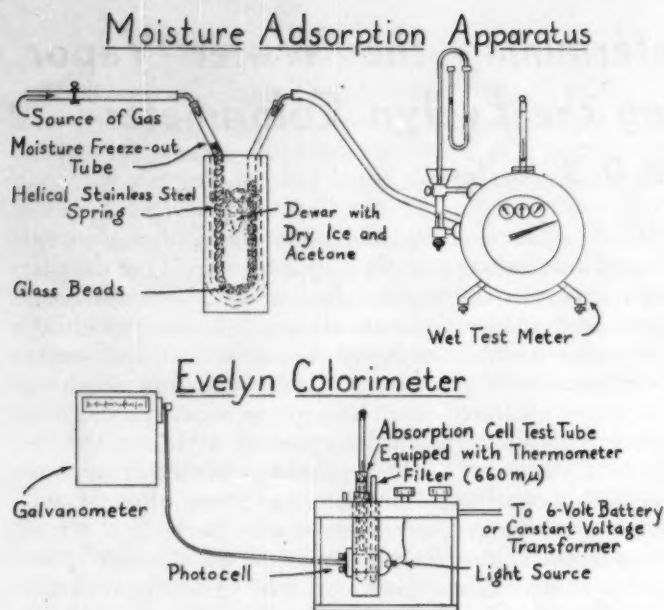 Moisture Adsorption Apparatus
Source of Gas
Moisture Freeze-out
Tube
Helical Stainless Steel
Spring
Dewar with
Dry Ice and
Acetone
Glass Beads
Wet Test Meter
Evelyn Colorimeter
Absorption Cell Test Tube
Equipped with Thermometer
Filter (660 mµ)
Galvanometer
To 6-Volt Battery
or Constant Voltage
Transformer
Photocell
Light Source